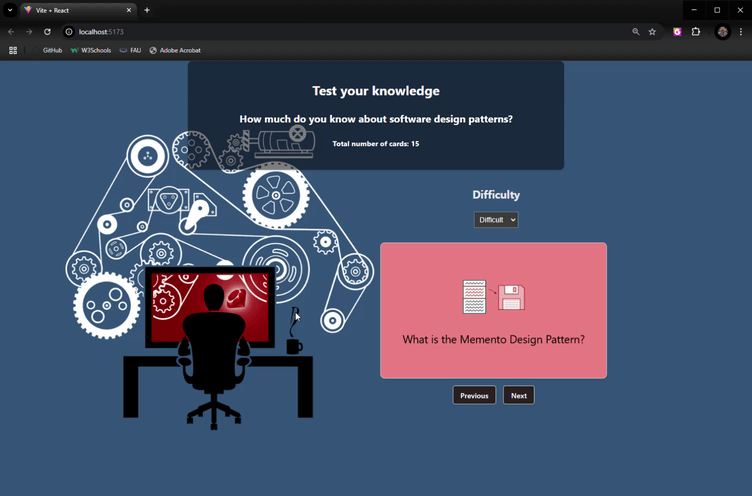 Vite + React
localhost:5173
GitHub
W3Schools
FAU
Adobe Acrobat
Test your knowledge
How much do you know about software design patterns?
Total number of cards: 15
Difficulty
Difficult
What is the Memento Design Pattern?
Previous
Next